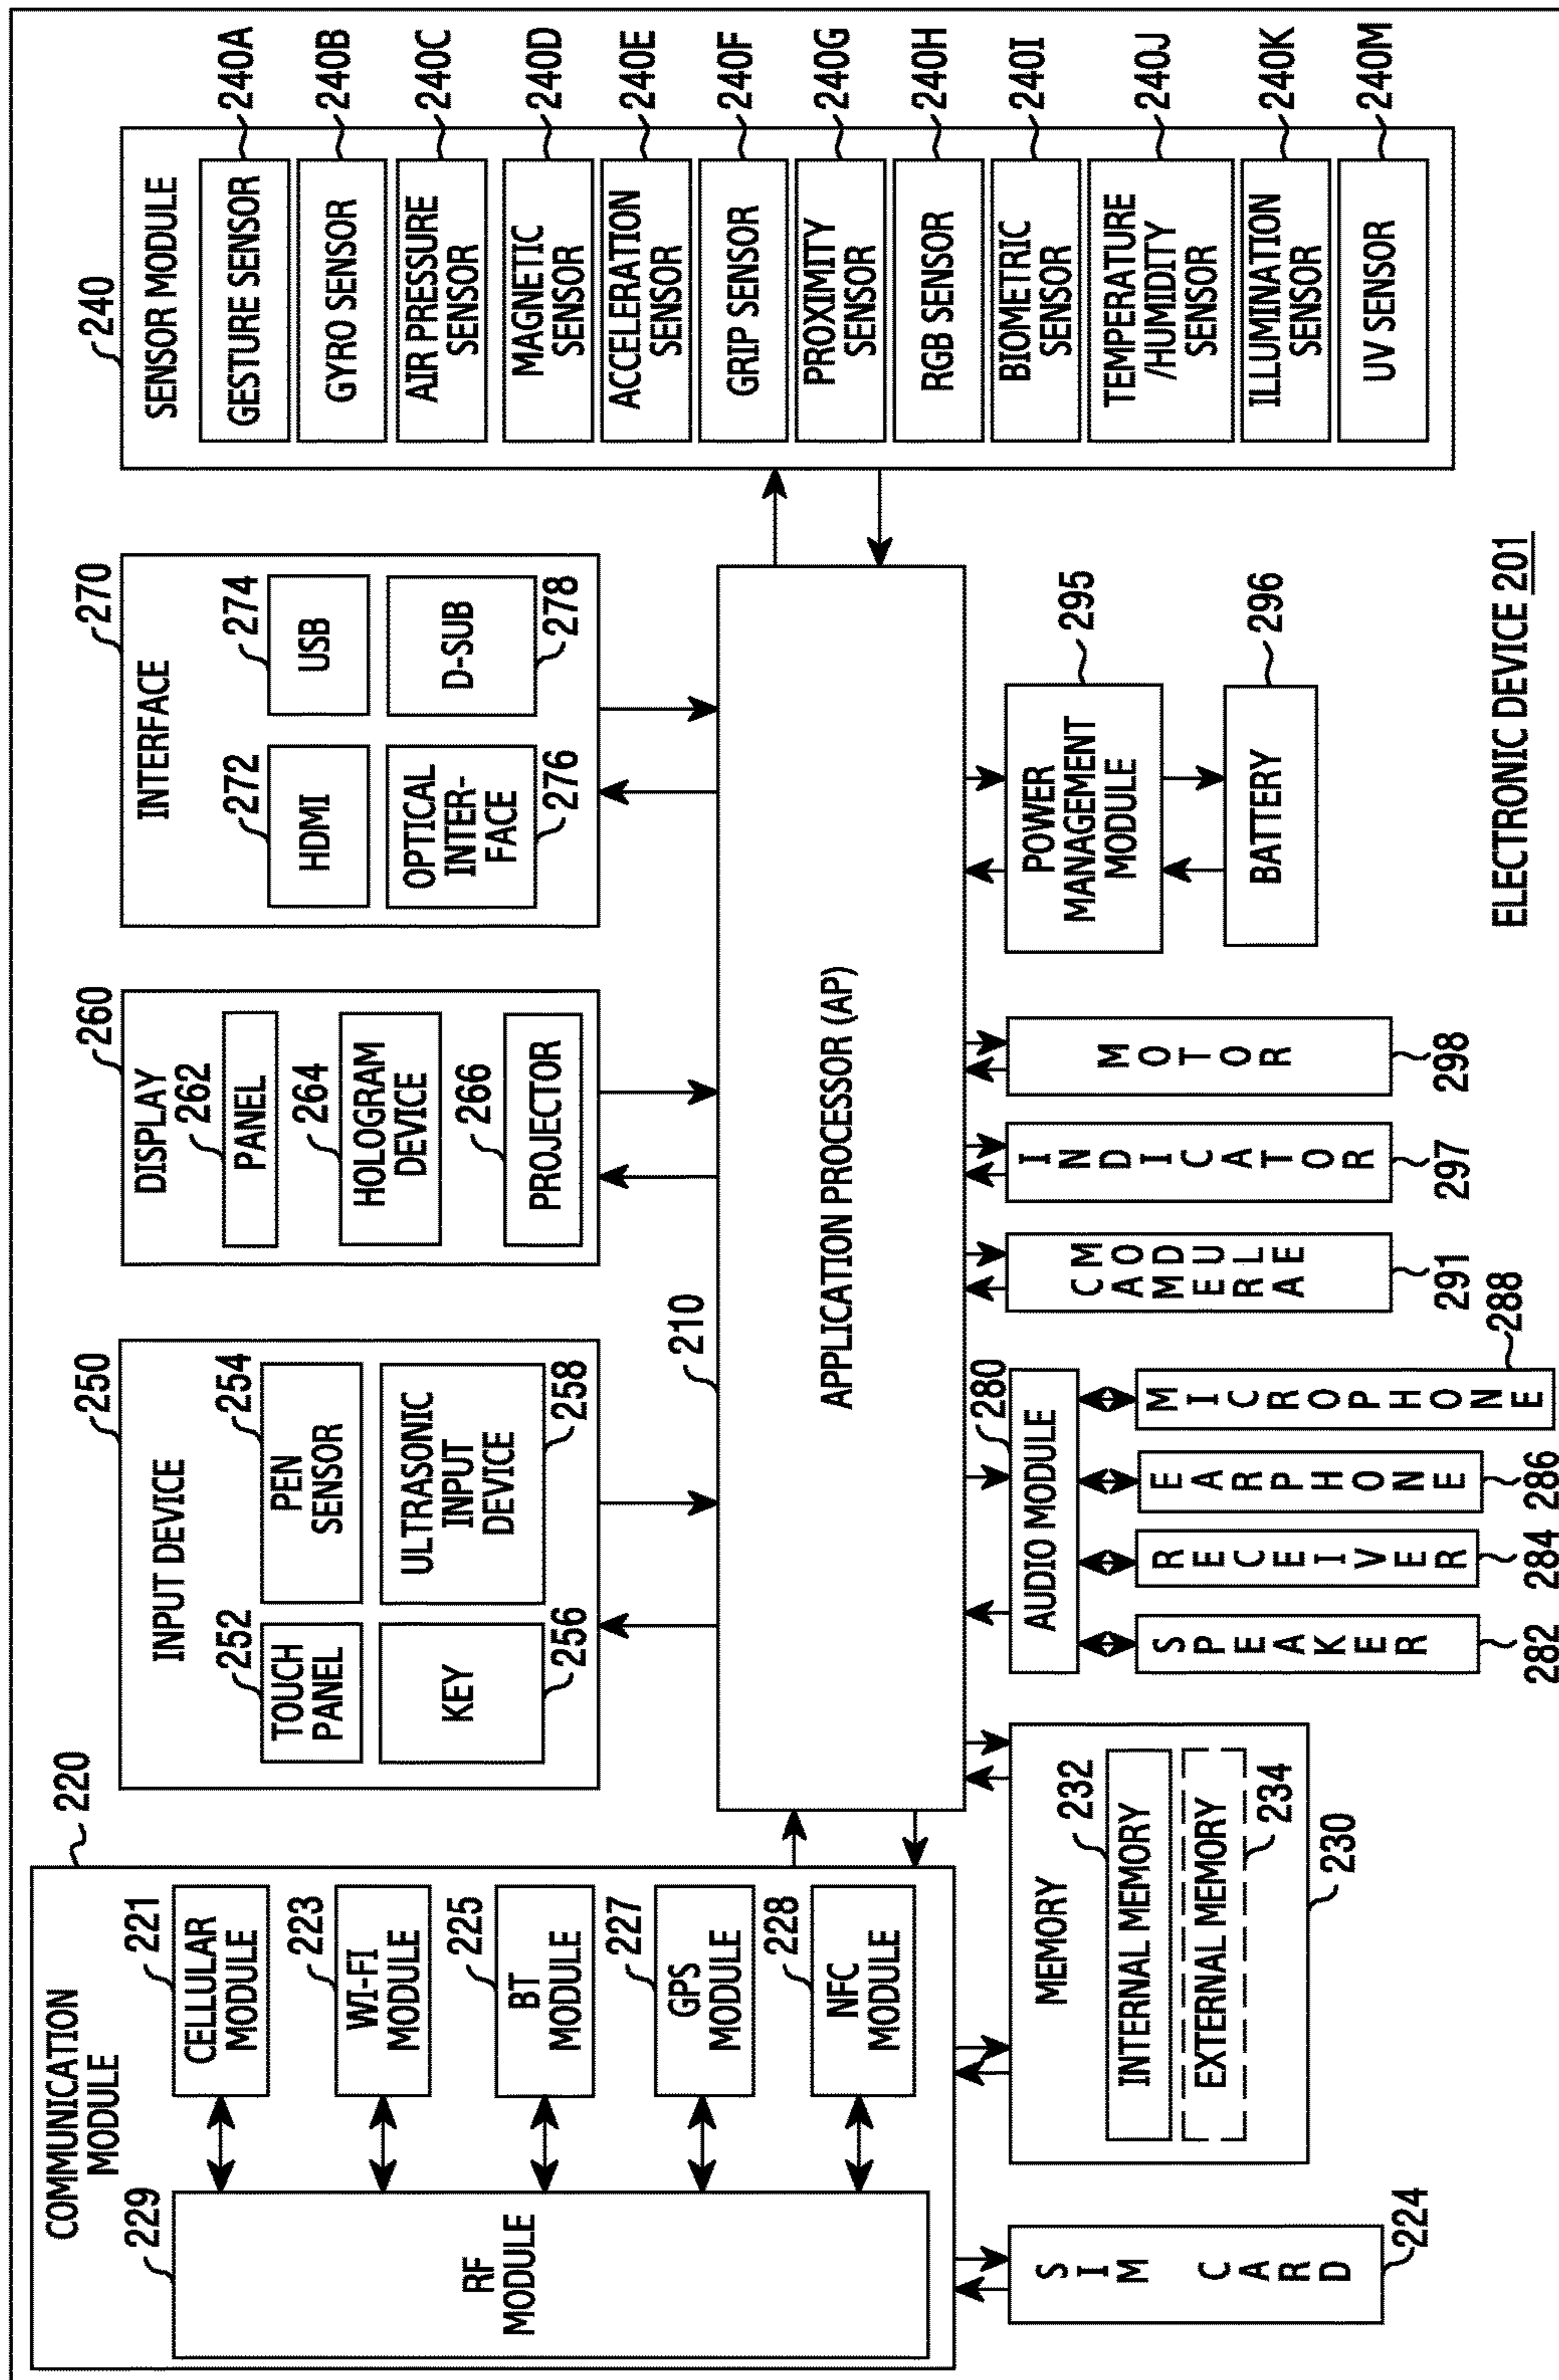 COMMUNICATION
MODULE
220
229
RF
MODULE
221
CELLULAR
MODULE
223
WI-FI
MODULE
225
BT
MODULE
227
GPS
MODULE
228
NFC
MODULE
250
INPUT DEVICE
252
TOUCH
PANEL
254
PEN
SENSOR
KEY
256
ULTRASONIC
INPUT
DEVICE
258
260
DISPLAY
262
PANEL
264
HOLOGRAM
DEVICE
266
PROJECTOR
270
INTERFACE
272
HDMI
274
USB
OPTICAL
INTER-
FACE
276
D-SUB
278
240
SENSOR MODULE
GESTURE SENSOR
240A
GYRO SENSOR
240B
AIR PRESSURE
SENSOR
240C
MAGNETIC
SENSOR
240D
ACCELERATION
SENSOR
240E
GRIP SENSOR
240F
PROXIMITY
SENSOR
240G
RGB SENSOR
240H
BIOMETRIC
SENSOR
240I
TEMPERATURE
/HUMIDITY
SENSOR
240J
ILLUMINATION
SENSOR
240K
UV SENSOR
240M
210
APPLICATION PROCESSOR (AP)
SIM CARD
224
MEMORY
232
INTERNAL MEMORY
EXTERNAL MEMORY
234
230
AUDIO MODULE
280
SPEAKER
282
RECEIVER
284
EARPHONE
286
MICROPHONE
288
CAMERA
MODULE
291
INDICATOR
297
MOTOR
298
POWER
MANAGEMENT
MODULE
295
BATTERY
296
ELECTRONIC DEVICE 201